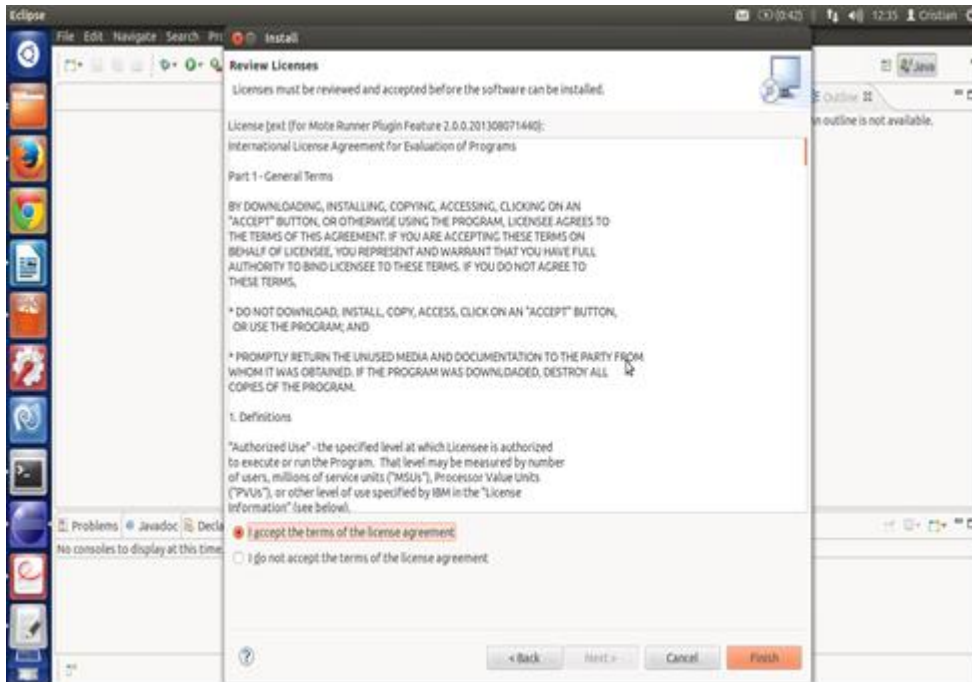 Eclipse
(0:42)
12:35
Cristian
File Edit Navigate Search
Install
Java
Review Licenses
Licenses must be reviewed and accepted before the software can be installed.
Outline
An outline is not available.
License text (for Mote Runner Plugin Feature 2.0.0.201308071440):
International License Agreement for Evaluation of Programs
Part 1 - General Terms
BY DOWNLOADING, INSTALLING, COPYING, ACCESSING, CLICKING ON AN
"ACCEPT" BUTTON, OR OTHERWISE USING THE PROGRAM, LICENSEE AGREES TO
THE TERMS OF THIS AGREEMENT. IF YOU ARE ACCEPTING THESE TERMS ON
BEHALF OF LICENSEE, YOU REPRESENT AND WARRANT THAT YOU HAVE FULL
AUTHORITY TO BIND LICENSEE TO THESE TERMS. IF YOU DO NOT AGREE TO
THESE TERMS,
* DO NOT DOWNLOAD, INSTALL, COPY, ACCESS, CLICK ON AN "ACCEPT" BUTTON,
OR USE THE PROGRAM; AND
* PROMPTLY RETURN THE UNUSED MEDIA AND DOCUMENTATION TO THE PARTY FROM
WHOM IT WAS OBTAINED. IF THE PROGRAM WAS DOWNLOADED, DESTROY ALL
COPIES OF THE PROGRAM.
1. Definitions
"Authorized Use" - the specified level at which Licensee is authorized
to execute or run the Program. That level may be measured by number
of users, millions of service units ("MSUs"), Processor Value Units
("PVUs"), or other level of use specified by IBM in the "License
Information" (see below).
Problems Javadoc Decla
No consoles to display at this time.
I accept the terms of the license agreement
I do not accept the terms of the license agreement
< Back Next > Cancel Finish